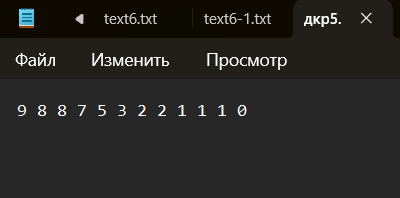 text6.txt text6-1.txt дкр5.
Файл Изменить Просмотр
9 8 8 7 5 3 2 2 1 1 1 0